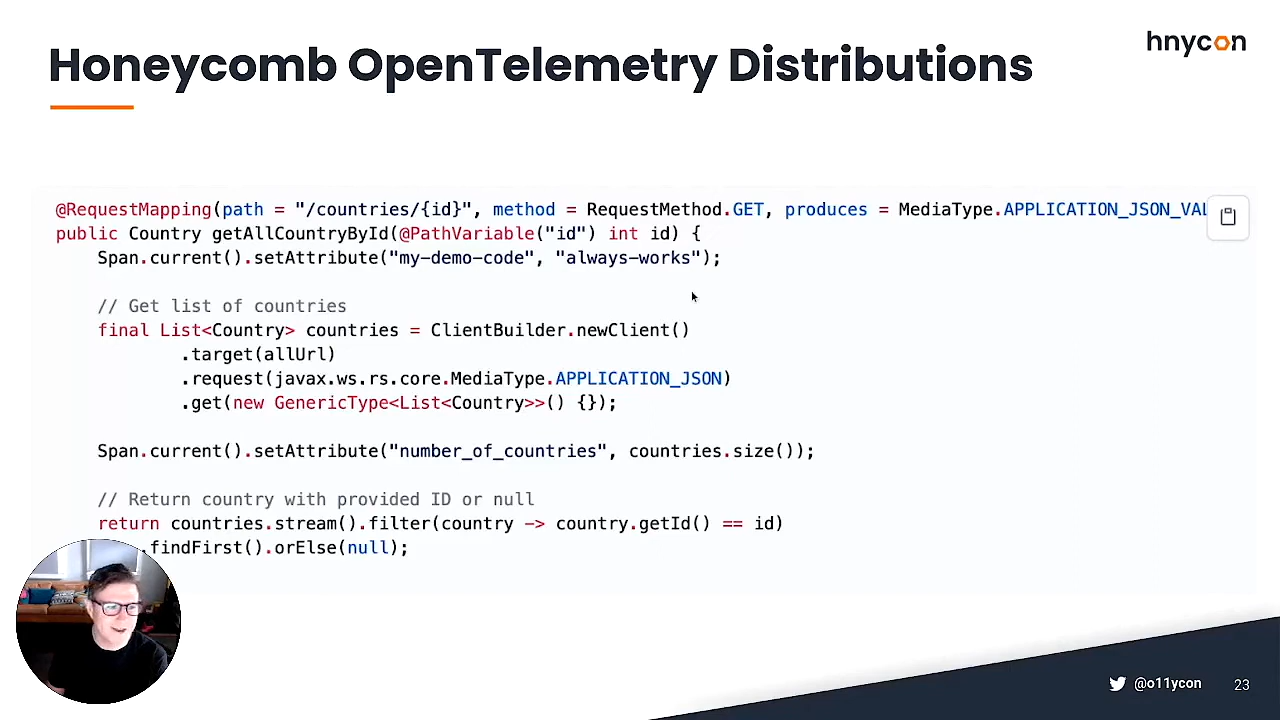 Honeycomb OpenTelemetry Distributions
hnycon
@RequestMapping(path = "/countries/{id}", method = RequestMethod.GET, produces = MediaType.APPLICATION_JSON_VAL
public Country getAllCountryById(@PathVariable("id") int id) {
    Span.current().setAttribute("my-demo-code", "always-works");
    // Get list of countries
    final List<Country> countries = ClientBuilder.newClient()
            .target(allUrl)
            .request(javax.ws.rs.core.MediaType.APPLICATION_JSON)
            .get(new GenericType<List<Country>>() {});
    Span.current().setAttribute("number_of_countries", countries.size());
    // Return country with provided ID or null
    return countries.stream().filter(country -> country.getId() == id)
        .findFirst().orElse(null);
@o11ycon
23